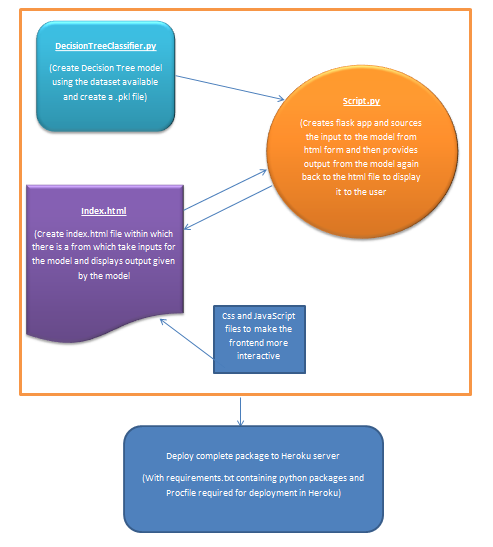 DecisionTreeClassifier.py
(Create Decision Tree model
using the dataset available
and create a .pkl file)
Script.py
(Creates flask app and sources
the input to the model from
html form and then provides
output from the model again
back to the html file to display
it to the user
Index.html
(Create index.html file within which
there is a from which take inputs for
the model and displays output given
by the model
Css and JavaScript
files to make the
frontend more
interactive
Deploy complete package to Heroku server
(With requirements.txt containing python packages and
Procfile required for deployment in Heroku)